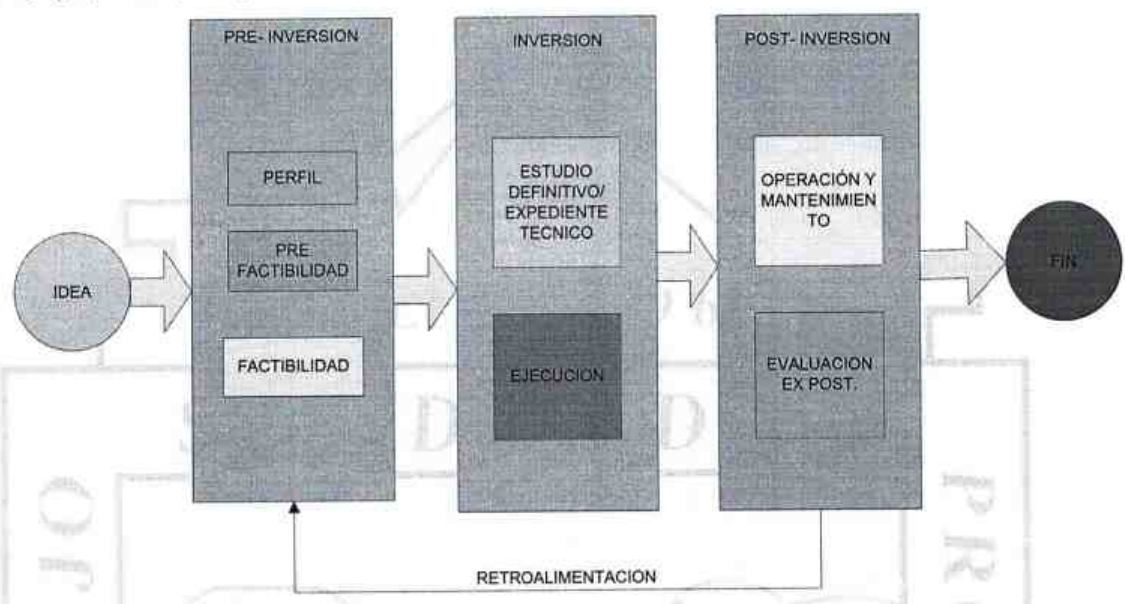 PRE- INVERSION
PERFIL
PRE
FACTIBILIDAD
FACTIBILIDAD
INVERSION
ESTUDIO
DEFINITIVO/
EXPEDIENTE
TECNICO
EJECUCION
POST- INVERSION
OPERACIÓN Y
MANTENIMIEN
TO
EVALUACION
EX POST.
IDEA
FIN
RETROALIMENTACION